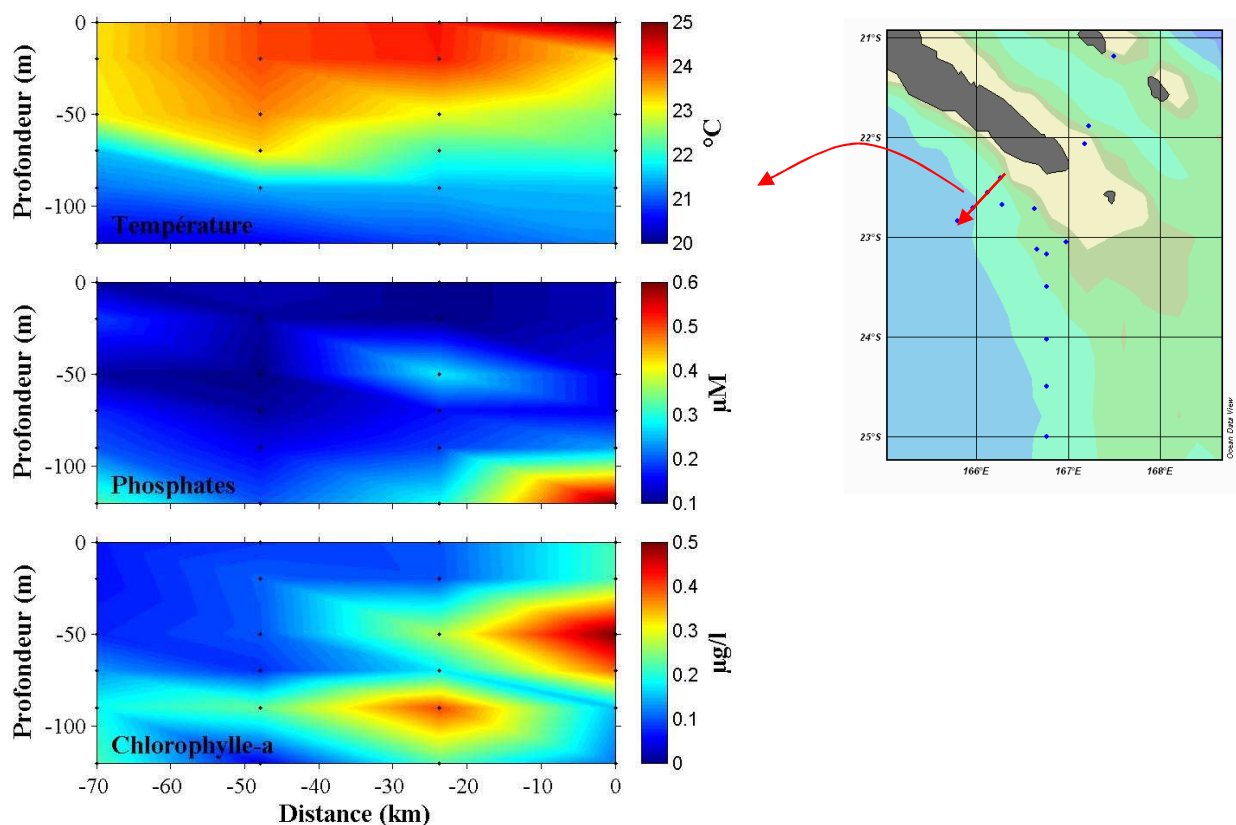 Profondeur (m)
0
-50
-100
Température
25
24
23
22
21
20
°C
Profondeur (m)
0
-50
-100
Phosphates
0.6
0.5
0.4
0.3
0.2
0.1
µM
Profondeur (m)
0
-50
-100
Chlorophylle-a
0.5
0.4
0.3
0.2
0.1
0
µg/l
-70 -60 -50 -40 -30 -20 -10 0
Distance (km)
21°S
22°S
23°S
24°S
25°S
166°E 167°E 168°E
Ocean Data View